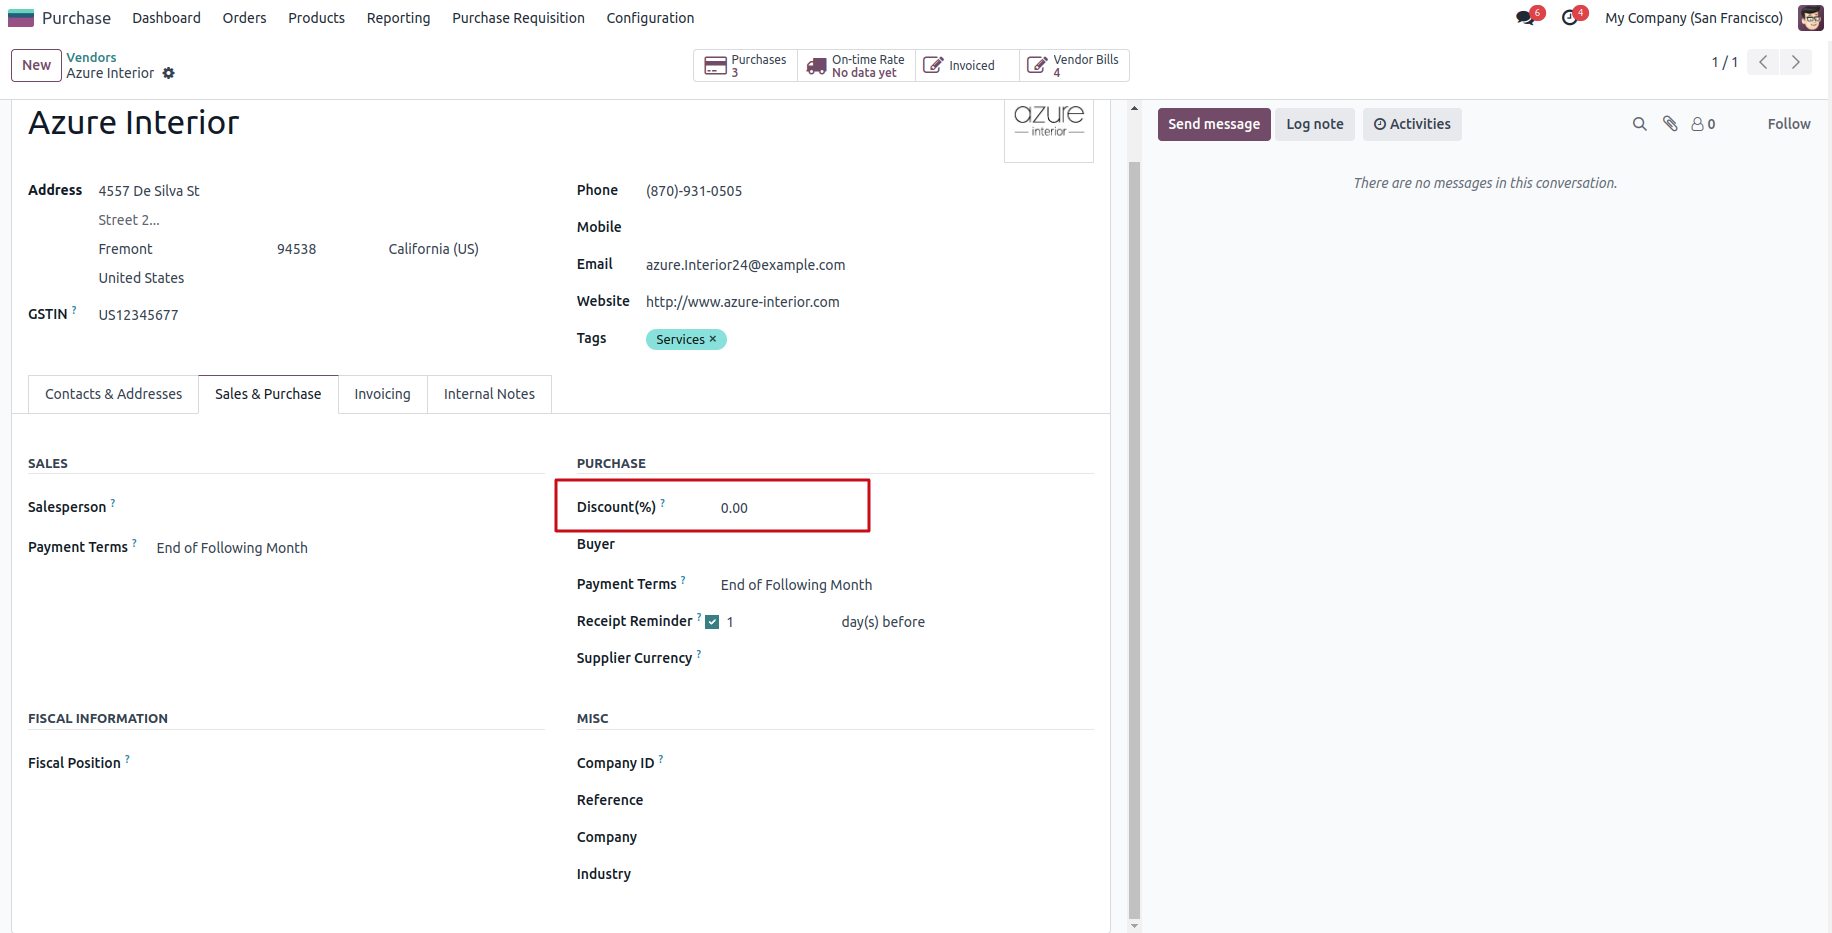 Purchase Dashboard Orders Products Reporting Purchase Requisition Configuration 6 4 My Company (San Francisco)
New Vendors
Azure Interior
Purchases 3
On-time Rate No data yet
Invoiced
Vendor Bills 4
1 / 1
Azure Interior
azure
interior
Send message Log note Activities 0 Follow
There are no messages in this conversation.
Address 4557 De Silva St
Street 2...
Fremont 94538 California (US)
United States
GSTIN ? US12345677
Phone (870)-931-0505
Mobile
Email azure.Interior24@example.com
Website http://www.azure-interior.com
Tags Services ×
Contacts & Addresses Sales & Purchase Invoicing Internal Notes
SALES
Salesperson ?
Payment Terms ? End of Following Month
PURCHASE
Discount(%) ? 0.00
Buyer
Payment Terms ? End of Following Month
Receipt Reminder ? 1 day(s) before
Supplier Currency ?
FISCAL INFORMATION
Fiscal Position ?
MISC
Company ID ?
Reference
Company
Industry